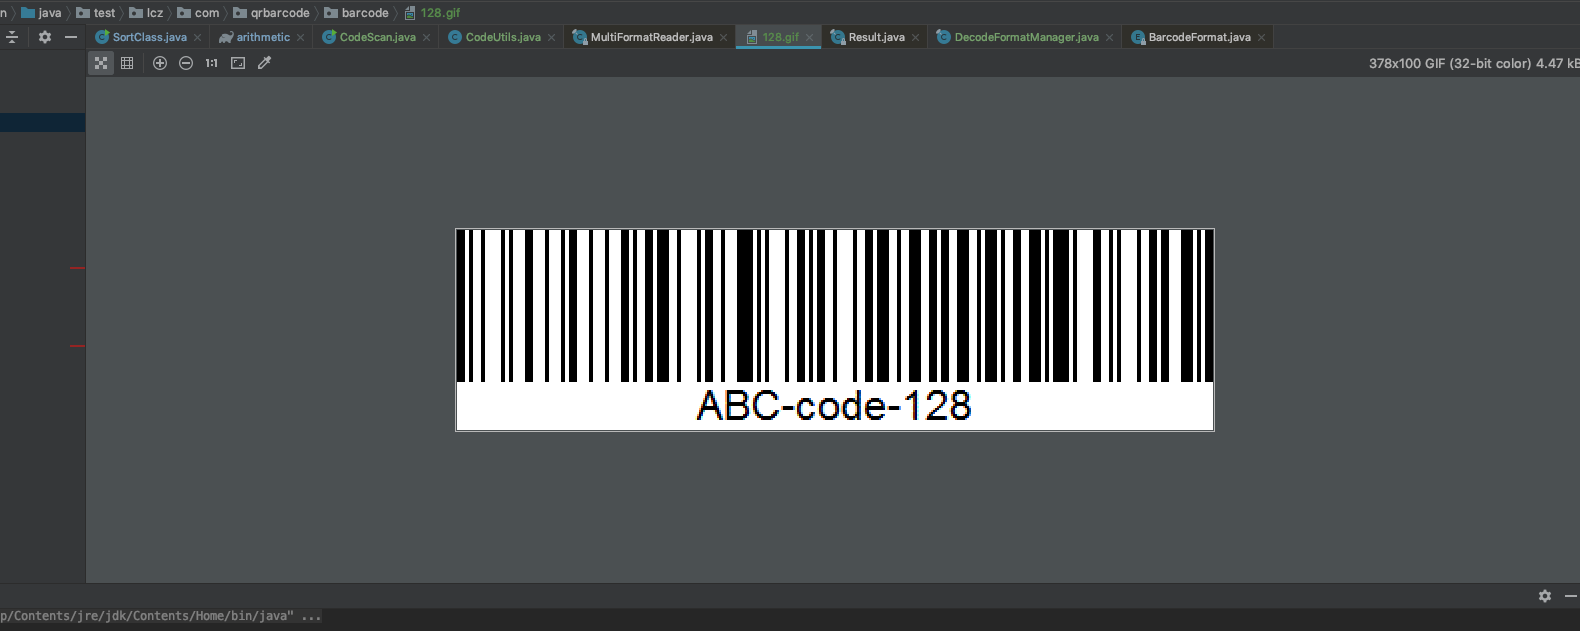 n java test lcz com qrbarcode barcode 128.gif
SortClass.java arithmetic CodeScan.java CodeUtils.java MultiFormatReader.java 128.gif Result.java DecodeFormatManager.java BarcodeFormat.java
1:1 378x100 GIF (32-bit color) 4.47 kB
ABC-code-128
p/Contents/jre/jdk/Contents/Home/bin/java" ...